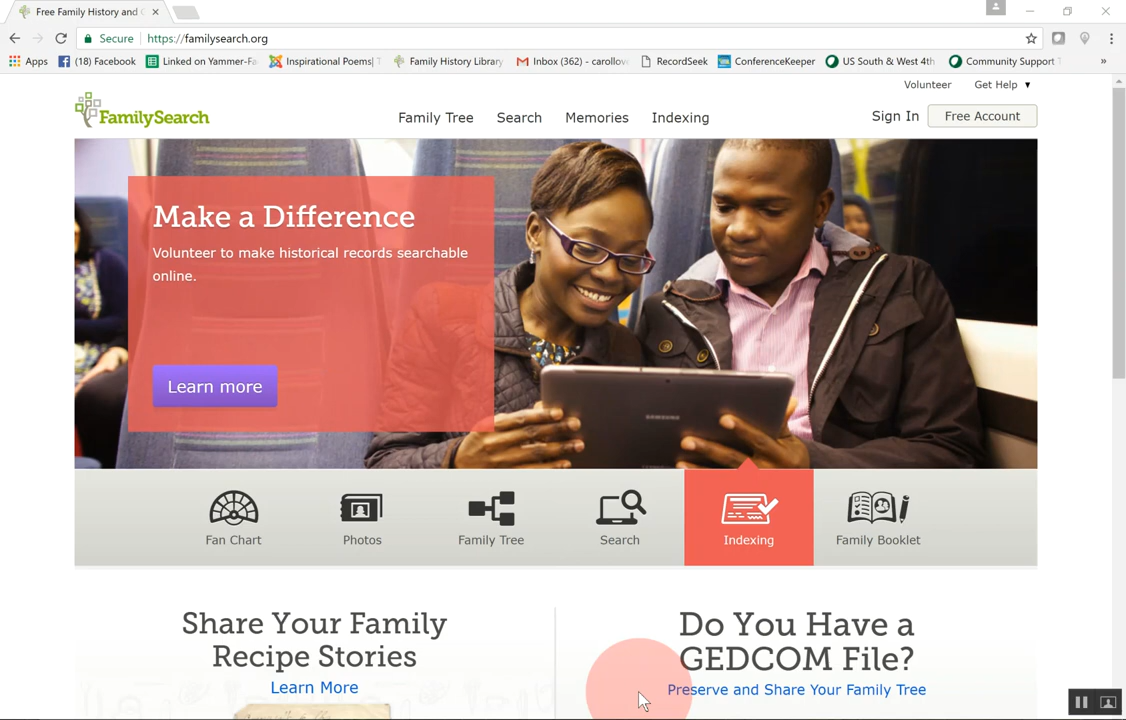 Free Family History and
Secure https://familysearch.org
Apps (18) Facebook Linked on Yammer-Fa Inspirational Poems| T Family History Library Inbox (362) - carollov RecordSeek ConferenceKeeper US South & West 4th Community Support T »
Volunteer Get Help ▼
FamilySearch Family Tree Search Memories Indexing Sign In Free Account
Make a Difference
Volunteer to make historical records searchable
online.
Learn more
SAMSUNG
Fan Chart Photos Family Tree Search Indexing Family Booklet
Share Your Family
Recipe Stories
Learn More
Do You Have a
GEDCOM File?
Preserve and Share Your Family Tree